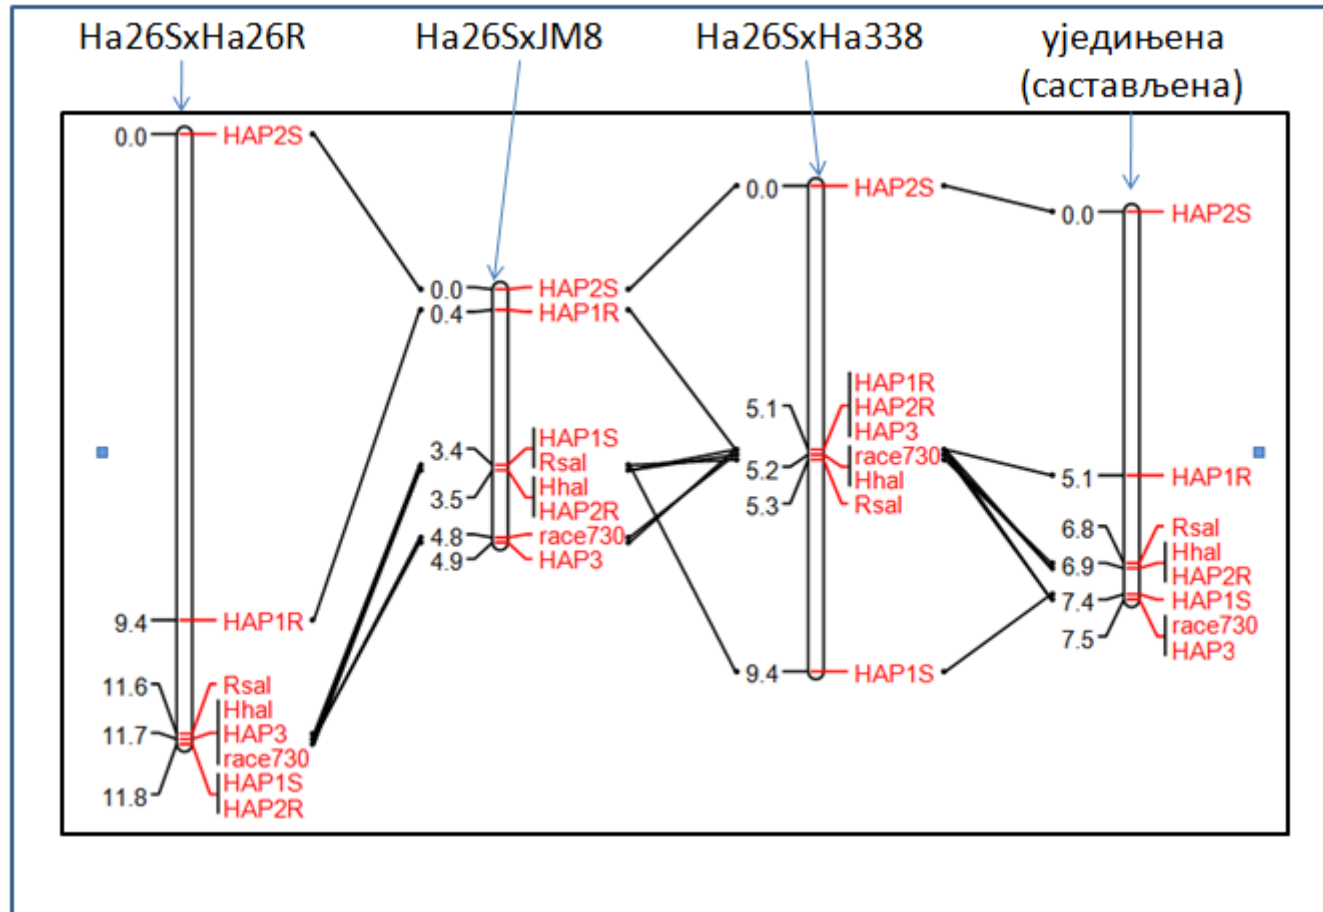 Ha26SxHa26R
Ha26SxJM8
Ha26SxHa338
уједињена
(састављена)
0.0 HAP2S
9.4 HAP1R
11.6 Rsal
Hhal
11.7 HAP3
race730
HAP1S
11.8 HAP2R
0.0 HAP2S
0.4 HAP1R
3.4 HAP1S
Rsal
3.5 Hhal
HAP2R
4.8 race730
4.9 HAP3
0.0 HAP2S
HAP1R
5.1 HAP2R
HAP3
5.2 race730
Hhal
5.3 Rsal
9.4 HAP1S
0.0 HAP2S
5.1 HAP1R
6.8 Rsal
Hhal
6.9 HAP2R
7.4 HAP1S
race730
7.5 HAP3